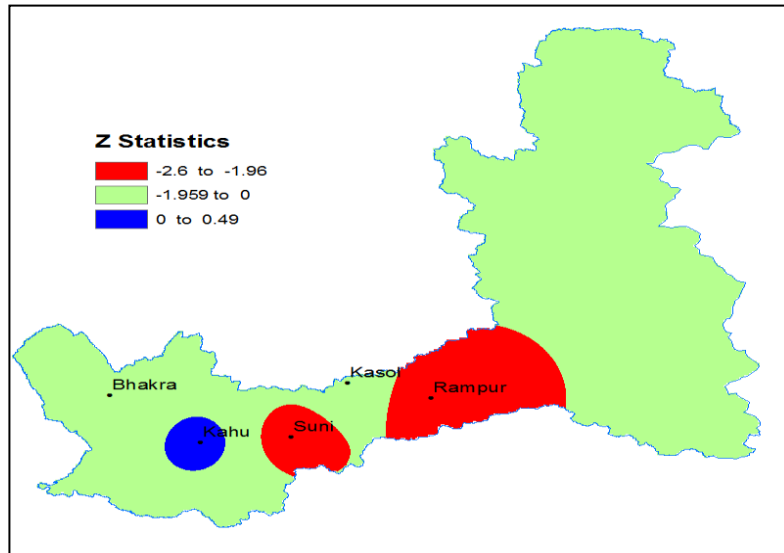 Z Statistics
-2.6 to -1.96
-1.959 to 0
0 to 0.49
Kasol
Bhakra
Rampur
Suni
Kahu